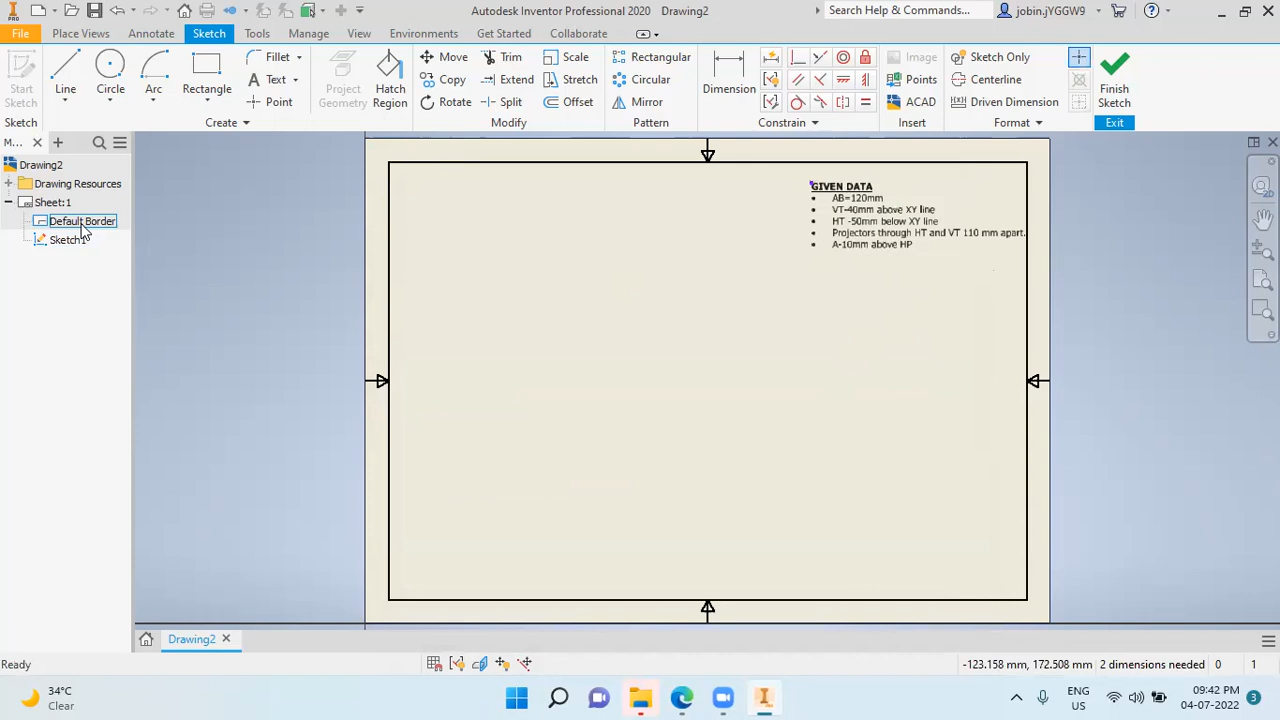 PRO
Autodesk Inventor Professional 2020 Drawing2
Search Help & Commands...
jobin.jYGGW9
File Place Views Annotate Sketch Tools Manage View Environments Get Started Collaborate
Start Sketch
Line
Circle
Arc
Rectangle
Fillet
Text
Point
Project Geometry
Hatch Region
Move Trim Scale
Copy Extend Stretch
Rotate Split Offset
Rectangular
Circular
Mirror
Dimension
Image
Points
ACAD
Sketch Only
Centerline
Driven Dimension
Finish Sketch
Sketch Create Modify Pattern Constrain Insert Format Exit
M...
Drawing2
Drawing Resources
Sheet:1
Default Border
Sketch1
GIVEN DATA
• AB=120mm
• VT-40mm above XY line
• HT -50mm below XY line
• Projectors through HT and VT 110 mm apart.
• A-10mm above HP
Drawing2
Ready
-123.158 mm, 172.508 mm 2 dimensions needed 0 1
34°C
Clear
ENG
US
09:42 PM
04-07-2022
3